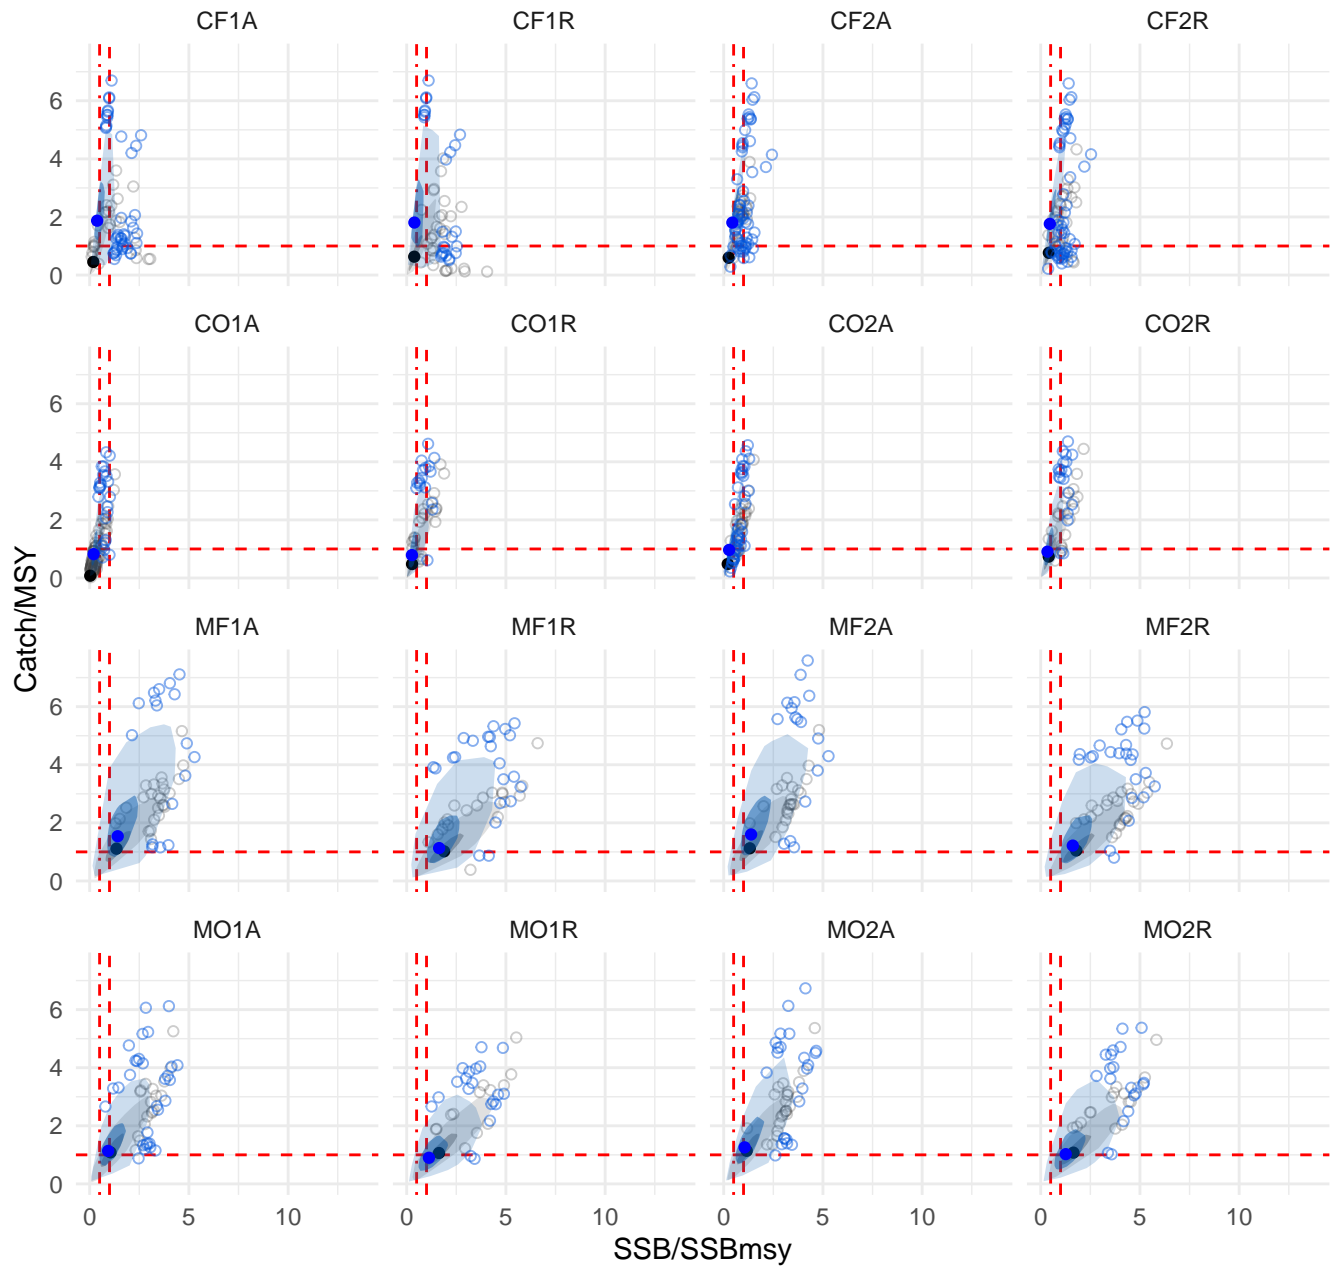 CF1A CF1R CF2A CF2R
6
4
2
0
CO1A CO1R CO2A CO2R
6
4
2
0
MF1A MF1R MF2A MF2R
6
4
2
0
MO1A MO1R MO2A MO2R
6
4
2
0
0 5 10 0 5 10 0 5 10 0 5 10
SSB/SSBmsy
Catch/MSY